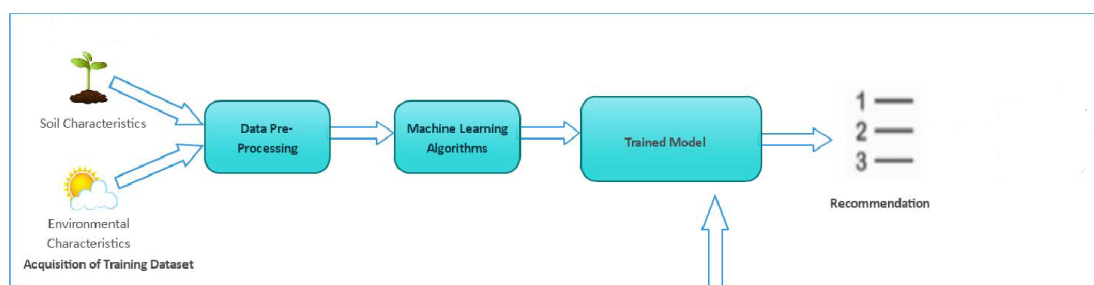 Soil Characteristics
Environmental
Characteristics
Acquisition of Training Dataset
Data Pre-
Processing
Machine Learning
Algorithms
Trained Model
1
2
3
Recommendation